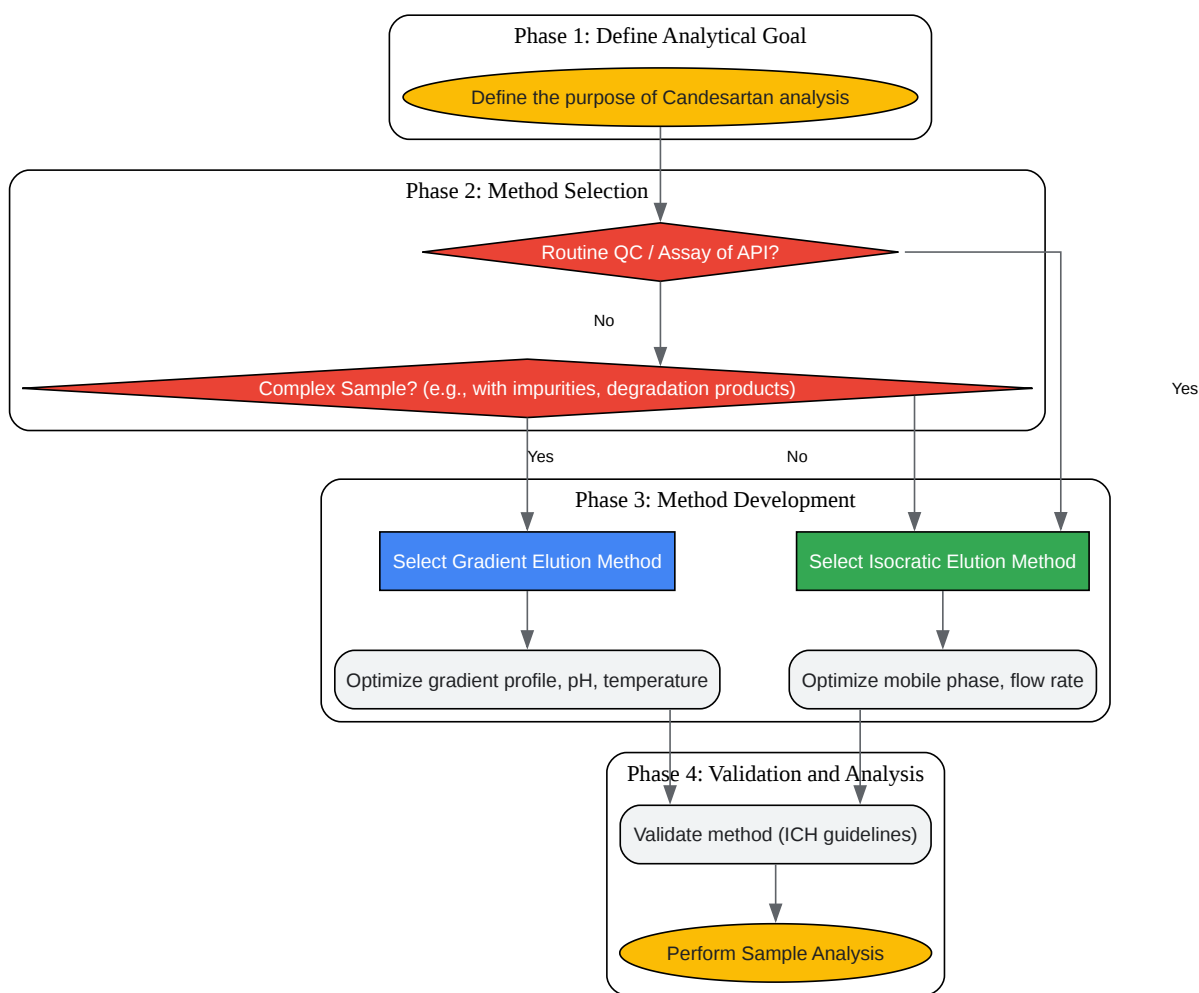 Phase 1: Define Analytical Goal
Define the purpose of Candesartan analysis
Phase 2: Method Selection
Routine QC / Assay of API?
No
Complex Sample? (e.g., with impurities, degradation products)
Yes
Yes
No
Phase 3: Method Development
Select Gradient Elution Method
Select Isocratic Elution Method
Optimize gradient profile, pH, temperature
Optimize mobile phase, flow rate
Phase 4: Validation and Analysis
Validate method (ICH guidelines)
Perform Sample Analysis